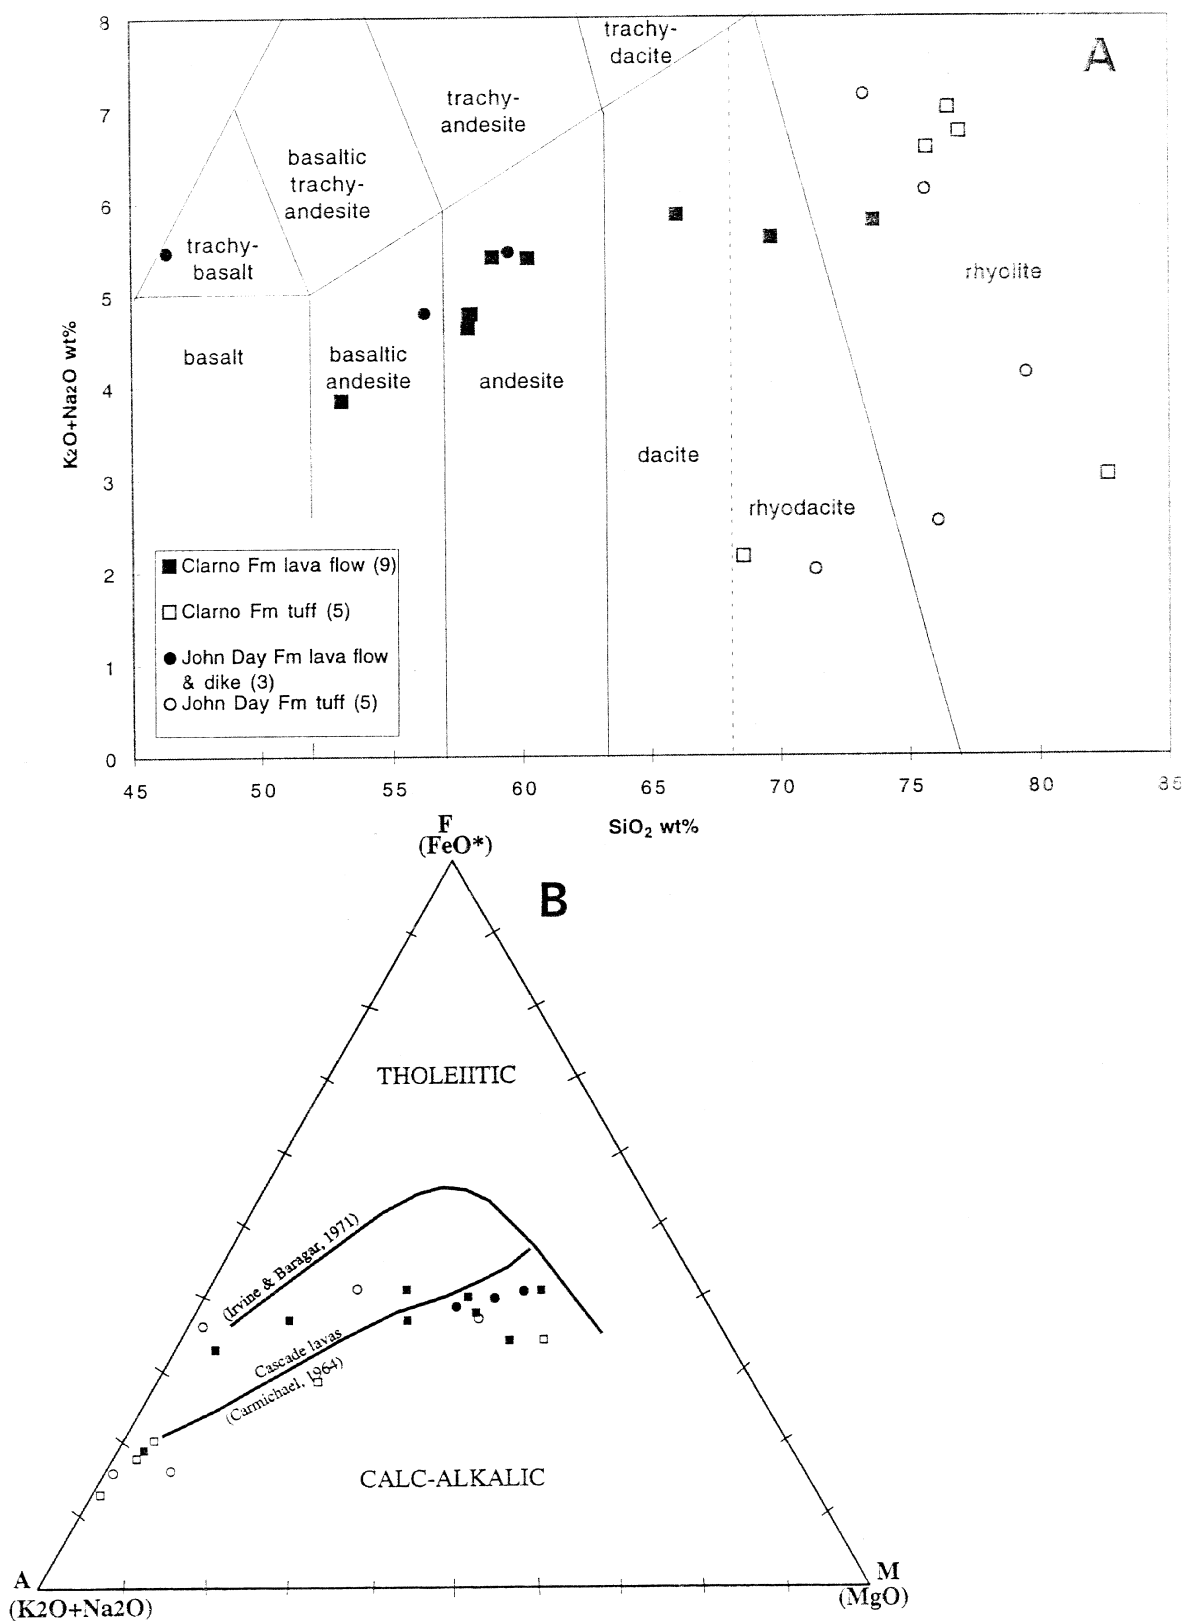 A
8
7
6
5
4
3
2
1
0
K2O+Na2O wt%
trachy-
dacite
trachy-
andesite
basaltic
trachy-
andesite
trachy-
basalt
rhyolite
basalt
basaltic
andesite
andesite
dacite
rhyodacite
Clarno Fm lava flow (9)
Clarno Fm tuff (5)
John Day Fm lava flow
& dike (3)
John Day Fm tuff (5)
45 50 55 60 65 70 75 80 85
SiO2 wt%
F
(FeO*)
B
THOLEIITIC
(Irvine & Baragar, 1971)
Cascade lavas
(Carmichael, 1964)
CALC-ALKALIC
A
(K2O+Na2O)
M
(MgO)